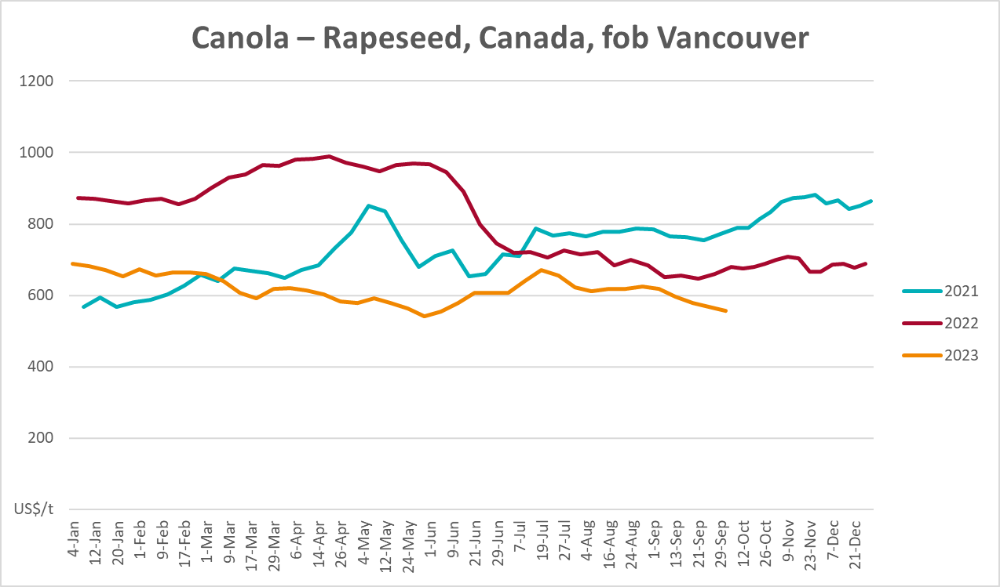 Canola – Rapeseed, Canada, fob Vancouver
1200
1000
800
600
400
200
US$/t
4-Jan
12-Jan
20-Jan
1-Feb
9-Feb
17-Feb
1-Mar
9-Mar
17-Mar
29-Mar
6-Apr
14-Apr
26-Apr
4-May
12-May
24-May
1-Jun
9-Jun
21-Jun
29-Jun
7-Jul
19-Jul
27-Jul
4-Aug
16-Aug
24-Aug
1-Sep
13-Sep
21-Sep
29-Sep
12-Oct
26-Oct
9-Nov
23-Nov
7-Dec
21-Dec
2021
2022
2023